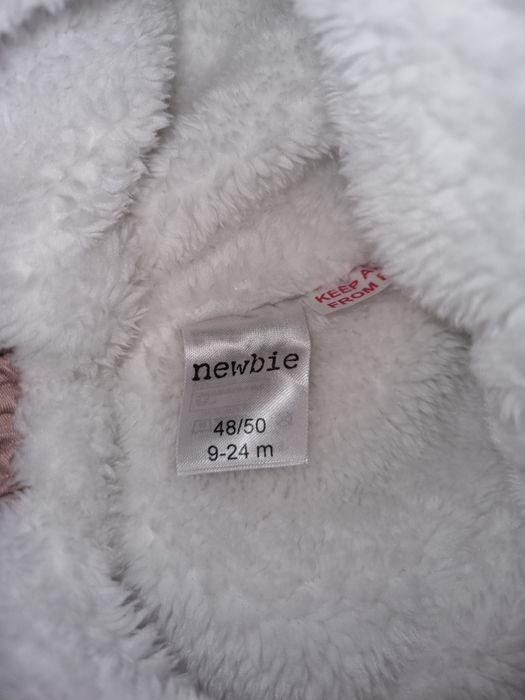 KEEP A
FROM
newbie
48/50
9-24 m